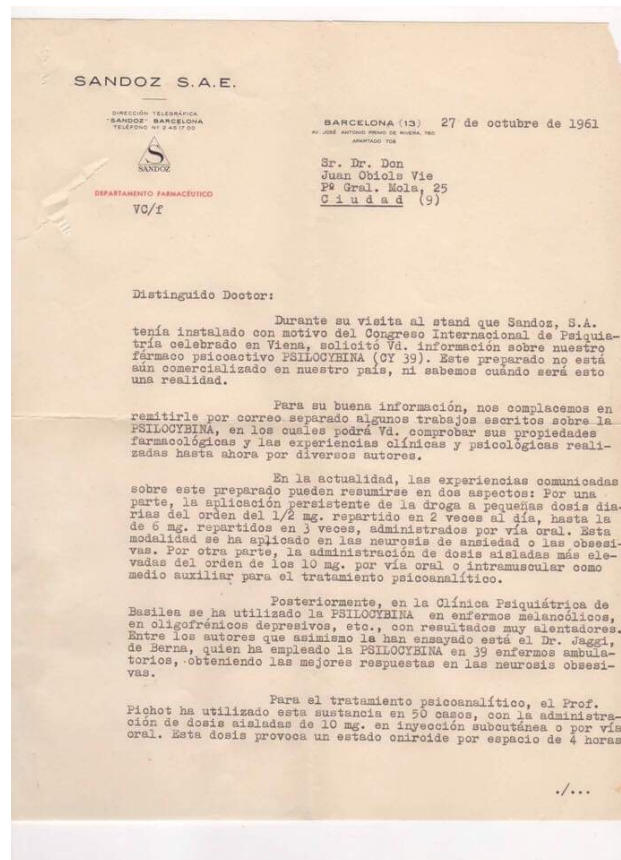 SANDOZ S.A.E.
DIRECCIÓN TELEGRÁFICA
"SANDOZ" BARCELONA
TELÉFONO Nº 2 45 17 00
S
SANDOZ
DEPARTAMENTO FARMACÉUTICO
VC/f
BARCELONA (13) 27 de octubre de 1961
AV. JOSÉ ANTONIO PRIMO DE RIVERA, 760
APARTADO 708
Sr. Dr. Don
Juan Obiols Vie
Pº Gral. Mola, 25
C i u d a d (9)
Distinguido Doctor:
Durante su visita al stand que Sandoz, S.A.
tenía instalado con motivo del Congreso Internacional de Psiquia-
tría celebrado en Viena, solicitó Vd. información sobre nuestro
fármaco psicoactivo PSILOCYBINA (CY 39). Este preparado no está
aún comercializado en nuestro país, ni sabemos cuándo será esto
una realidad.
Para su buena información, nos complacemos en
remitirle por correo separado algunos trabajos escritos sobre la
PSILOCYBINA, en los cuales podrá Vd. comprobar sus propiedades
farmacológicas y las experiencias clínicas y psicológicas reali-
zadas hasta ahora por diversos autores.
En la actualidad, las experiencias comunicadas
sobre este preparado pueden resumirse en dos aspectos: Por una
parte, la aplicación persistente de la droga a pequeñas dosis dia-
rias del orden del 1/2 mg. repartido en 2 veces al día, hasta la
de 6 mg. repartidos en 3 veces, administrados por vía oral. Esta
modalidad se ha aplicado en las neurosis de ansiedad o las obsesi-
vas. Por otra parte, la administración de dosis aisladas más ele-
vadas del orden de los 10 mg. por vía oral o intramuscular como
medio auxiliar para el tratamiento psicoanalítico.
Posteriormente, en la Clínica Psiquiátrica de
Basilea se ha utilizado la PSILOCYBINA en enfermos melancólicos,
en oligofrénicos depresivos, etc., con resultados muy alentadores.
Entre los autores que asimismo la han ensayado está el Dr. Jaggi,
de Berna, quien ha empleado la PSILOCYBINA en 39 enfermos ambula-
torios, obteniendo las mejores respuestas en las neurosis obsesi-
vas.
Para el tratamiento psicoanalítico, el Prof.
Pichot ha utilizado esta sustancia en 50 casos, con la administra-
ción de dosis aisladas de 10 mg. en inyección subcutánea o por vía
oral. Esta dosis provoca un estado oniroide por espacio de 4 horas
./...